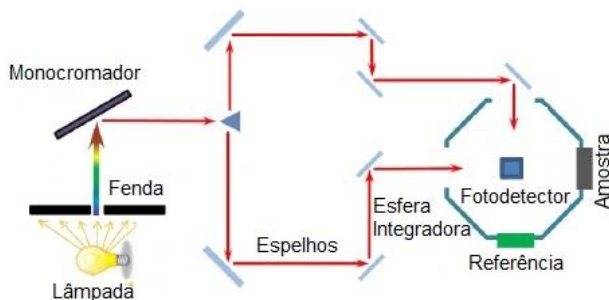 Monocromador
Fenda
Lâmpada
Espelhos
Esfera
Integradora
Fotodetector
Amostra
Referência